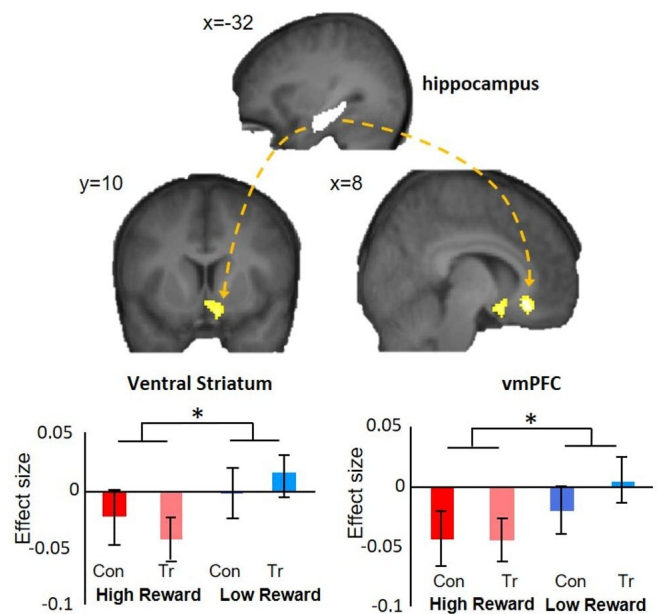 x=-32
hippocampus
y=10
x=8
Ventral Striatum
vmPFC
*
0.05
0
-0.05
-0.1
Effect size
Con Tr Con Tr
High Reward Low Reward
*
0.05
0
-0.05
-0.1
Effect size
Con Tr Con Tr
High Reward Low Reward